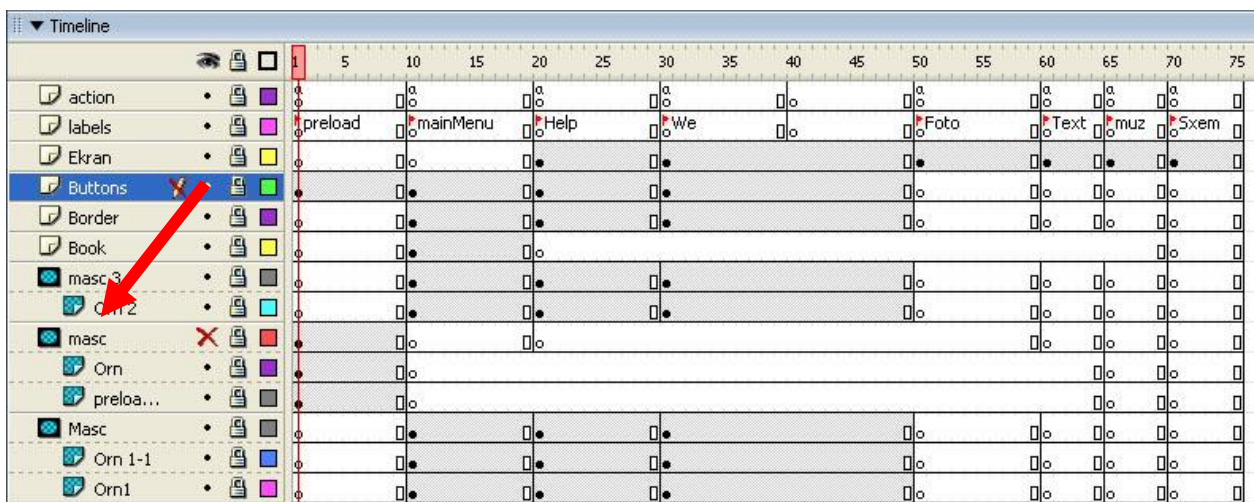 Timeline
1 5 10 15 20 25 30 35 40 45 50 55 60 65 70 75
action
labels preload mainMenu Help We Foto Text muz Sxem
Ekran
Buttons
Border
Book
masc 3
Orn 2
masc
Orn
preloa...
Masc
Orn 1-1
Orn1